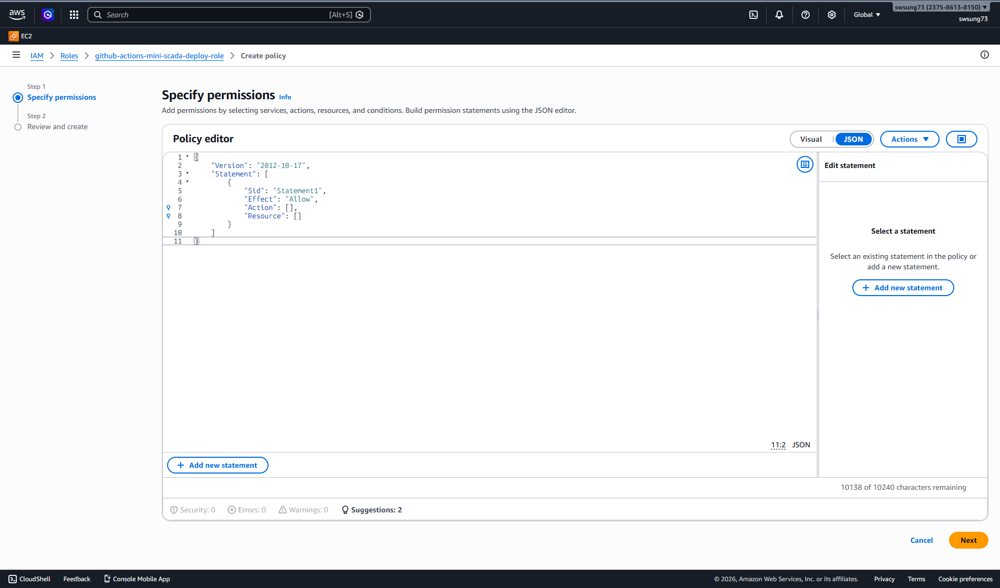 aws
Search [Alt+S]
Global
swsung73 (2375-8613-8150)
swsung73
EC2
IAM
Roles
github-actions-mini-scada-deploy-role
Create policy
Step 1
Specify permissions
Step 2
Review and create
Specify permissions Info
Add permissions by selecting services, actions, resources, and conditions. Build permission statements using the JSON editor.
Policy editor
Visual
JSON
Actions
1 {
2 "Version": "2012-10-17",
3 "Statement": [
4 {
5 "Sid": "Statement1",
6 "Effect": "Allow",
7 "Action": [],
8 "Resource": []
9 }
10 ]
11 }
11:2 JSON
+ Add new statement
Edit statement
Select a statement
Select an existing statement in the policy or
add a new statement.
+ Add new statement
10138 of 10240 characters remaining
Security: 0
Errors: 0
Warnings: 0
Suggestions: 2
Cancel
Next
CloudShell
Feedback
Console Mobile App
© 2026, Amazon Web Services, Inc. or its affiliates.
Privacy
Terms
Cookie preferences